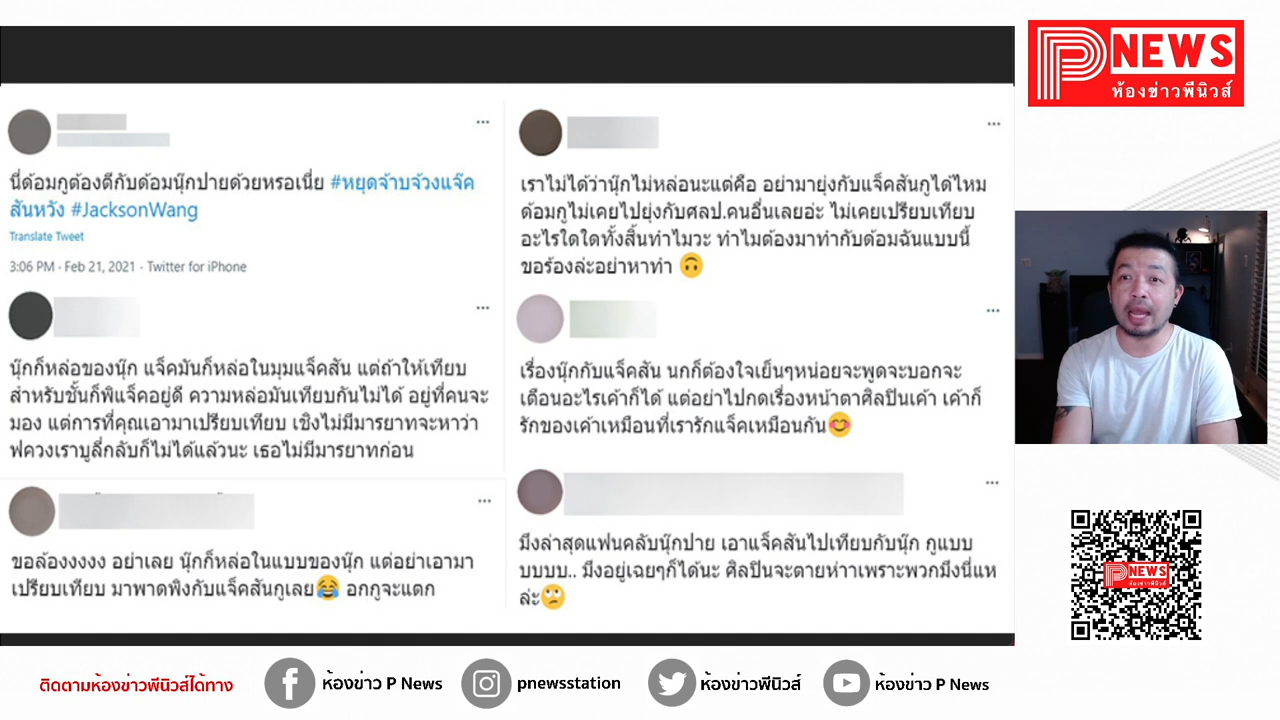 นี่ด้อมกูต้องตีกับด้อมนุ๊กปายด้วยหรอเนี่ย #หยุดจ้าบจ้วงแจ๊ค
สันหวัง #JacksonWang
Translate Tweet
3:06 PM · Feb 21, 2021 · Twitter for iPhone
นุ๊กก็หล่อของนุ๊ก แจ็คมันก็หล่อในมุมแจ็คสัน แต่ถ้าให้เทียบ
สำหรับชั้นก็พิแจ็คอยู่ดี ความหล่อมันเทียบกันไม่ได้ อยู่ที่คนจะ
มอง แต่การที่คุณเอามาเปรียบเทียบ เชิงไม่มีมารยาทจะหาว่า
ฟควงเราบูลี่กลับก็ไม่ได้แล้วนะ เธอไม่มีมารยาทก่อน
ขอล้องงงงง อย่าเลย นุ๊กก็หล่อในแบบของนุ๊ก แต่อย่าเอามา
เปรียบเทียบ มาพาดพิงกับแจ็คสันกูเลย😂 อกกูจะแตก
เราไม่ได้ว่านุ๊กไม่หล่อนะแต่คือ อย่ามายุ่งกับแจ็คสันกูได้ไหม
ด้อมกูไม่เคยไปยุ่งกับศลป.คนอื่นเลยอ่ะ ไม่เคยเปรียบเทียบ
อะไรใดใดทั้งสิ้นทำไมวะ ทำไมต้องมาทำกับด้อมฉันแบบนี้
ขอร้องล่ะอย่าหาทำ 🙃
เรื่องนุ๊กกับแจ็คสัน นกก็ต้องใจเย็นๆหน่อยจะพูดจะบอกจะ
เตือนอะไรเค้าก็ได้ แต่อย่าไปกดเรื่องหน้าตาศิลปินเค้า เค้าก็
รักของเค้าเหมือนที่เรารักแจ็คเหมือนกัน😊
มึงล่าสุดแฟนคลับนุ๊กปาย เอาแจ็คสันไปเทียบกับนุ๊ก กูแบบ
บบบบ.. มึงอยู่เฉยๆก็ได้นะ ศิลปินจะตายห่าาเพราะพวกมึงนี่แห
ล่ะ🙄
P NEWS
ห้องข่าวพีนิวส์
P NEWS
ห้องข่าวพีนิวส์
ติดตามห้องข่าวพีนิวส์ได้ทาง
ห้องข่าว P News
pnewsstation
ห้องข่าวพีนิวส์
ห้องข่าว P News